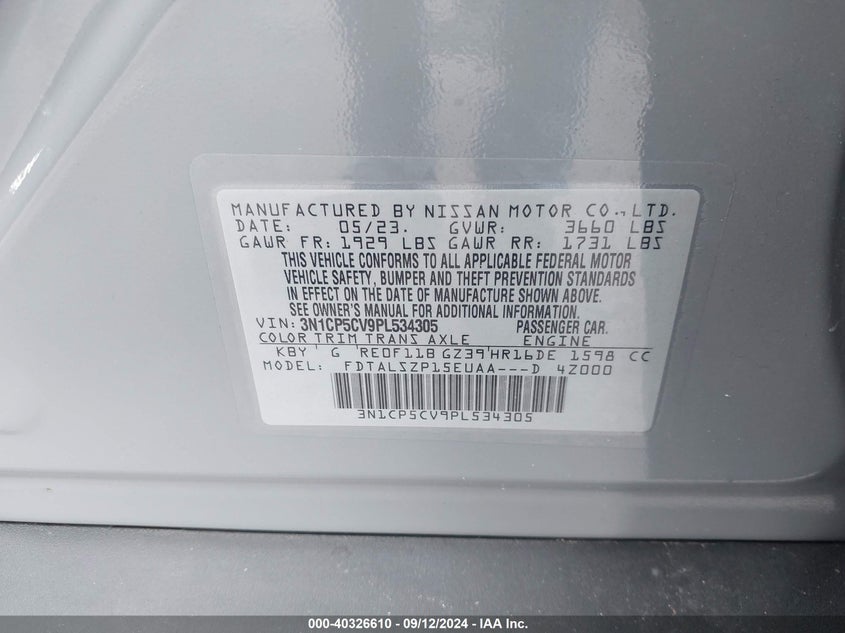 MANUFACTURED BY NISSAN MOTOR CO., LTD.
DATE: 05/23. GVWR: 3660 LBS
GAWR FR: 1929 LBS GAWR RR: 1731 LBS
THIS VEHICLE CONFORMS TO ALL APPLICABLE FEDERAL MOTOR
VEHICLE SAFETY, BUMPER AND THEFT PREVENTION STANDARDS
IN EFFECT ON THE DATE OF MANUFACTURE SHOWN ABOVE.
SEE OWNER'S MANUAL FOR ADDITIONAL INFORMATION.
VIN: 3N1CP5CV9PL534305 PASSENGER CAR.
COLOR TRIM TRANS AXLE ENGINE
KBY G RE0F11B GZ39 HR16DE 1598 CC
MODEL: FDTALSZP15EUAA---D 4Z000
3N1CP5CV9PL534305
000-40326610 - 09/12/2024 - IAA Inc.